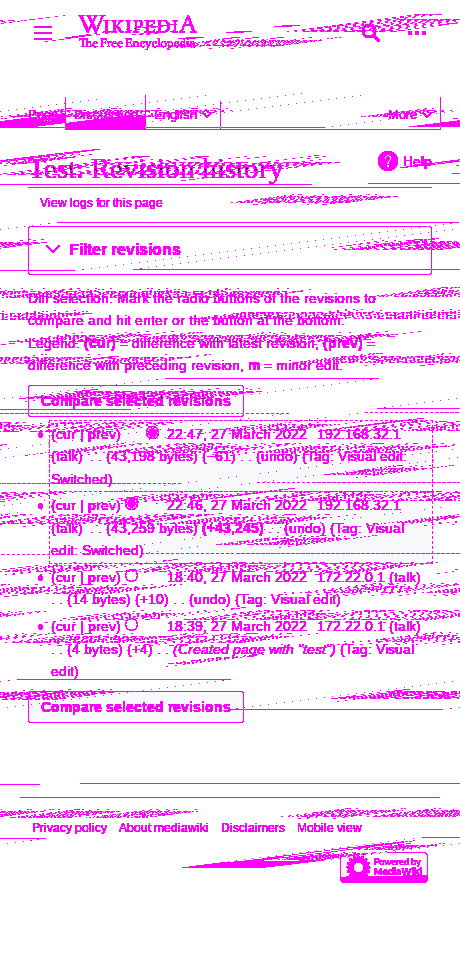 WIKIPEDIA
The Free Encyclopedia
English
More
Test: Revision history
Help
View logs for this page
Filter revisions
Diff selection: Mark the radio buttons of the revisions to
compare and hit enter or the button at the bottom.
Legend: (cur) = difference with latest revision, (prev) =
difference with preceding revision, m = minor edit.
Compare selected revisions
(cur | prev) 22:47, 27 March 2022 192.168.32.1
(talk) . . (43,198 bytes) (−61) . . (undo) (Tag: Visual edit:
Switched)
(cur | prev) 22:46, 27 March 2022 192.168.32.1
(talk) . . (43,259 bytes) (+43,245) . . (undo) (Tag: Visual
edit: Switched)
(cur | prev) 18:40, 27 March 2022 172.22.0.1 (talk)
. . (14 bytes) (+10) . . (undo) (Tag: Visual edit)
(cur | prev) 18:39, 27 March 2022 172.22.0.1 (talk)
. . (4 bytes) (+4) . . (Created page with "test") (Tag: Visual
edit)
Compare selected revisions
Privacy policy About mediawiki Disclaimers Mobile view
Powered by
MediaWiki